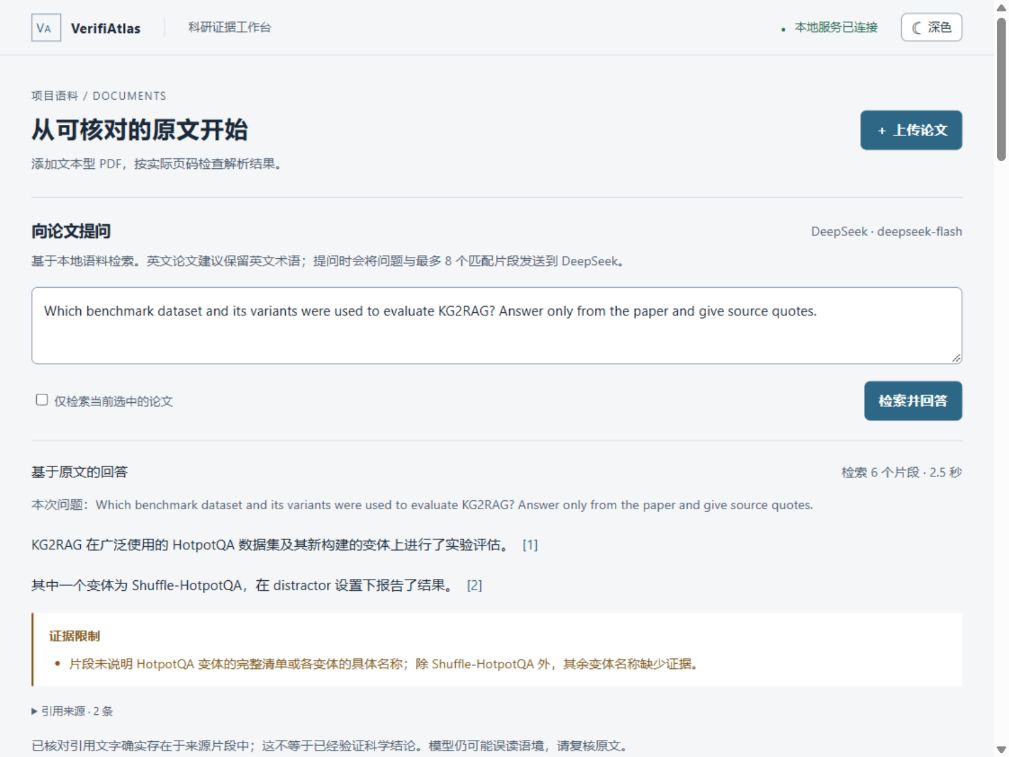 VA VerifiAtlas 科研证据工作台 本地服务已连接 深色
项目语料 / DOCUMENTS
从可核对的原文开始
+ 上传论文
添加文本型 PDF，按实际页码检查解析结果。
向论文提问 DeepSeek · deepseek-flash
基于本地语料检索。英文论文建议保留英文术语；提问时会将问题与最多 8 个匹配片段发送到 DeepSeek。
Which benchmark dataset and its variants were used to evaluate KG2RAG? Answer only from the paper and give source quotes.
仅检索当前选中的论文 检索并回答
基于原文的回答 检索 6 个片段 · 2.5 秒
本次问题：Which benchmark dataset and its variants were used to evaluate KG2RAG? Answer only from the paper and give source quotes.
KG2RAG 在广泛使用的 HotpotQA 数据集及其新构建的变体上进行了实验评估。 [1]
其中一个变体为 Shuffle-HotpotQA，在 distractor 设置下报告了结果。 [2]
证据限制
• 片段未说明 HotpotQA 变体的完整清单或各变体的具体名称；除 Shuffle-HotpotQA 外，其余变体名称缺少证据。
▶ 引用来源 · 2 条
已核对引用文字确实存在于来源片段中；这不等于已经验证科学结论。模型仍可能误读语境，请复核原文。